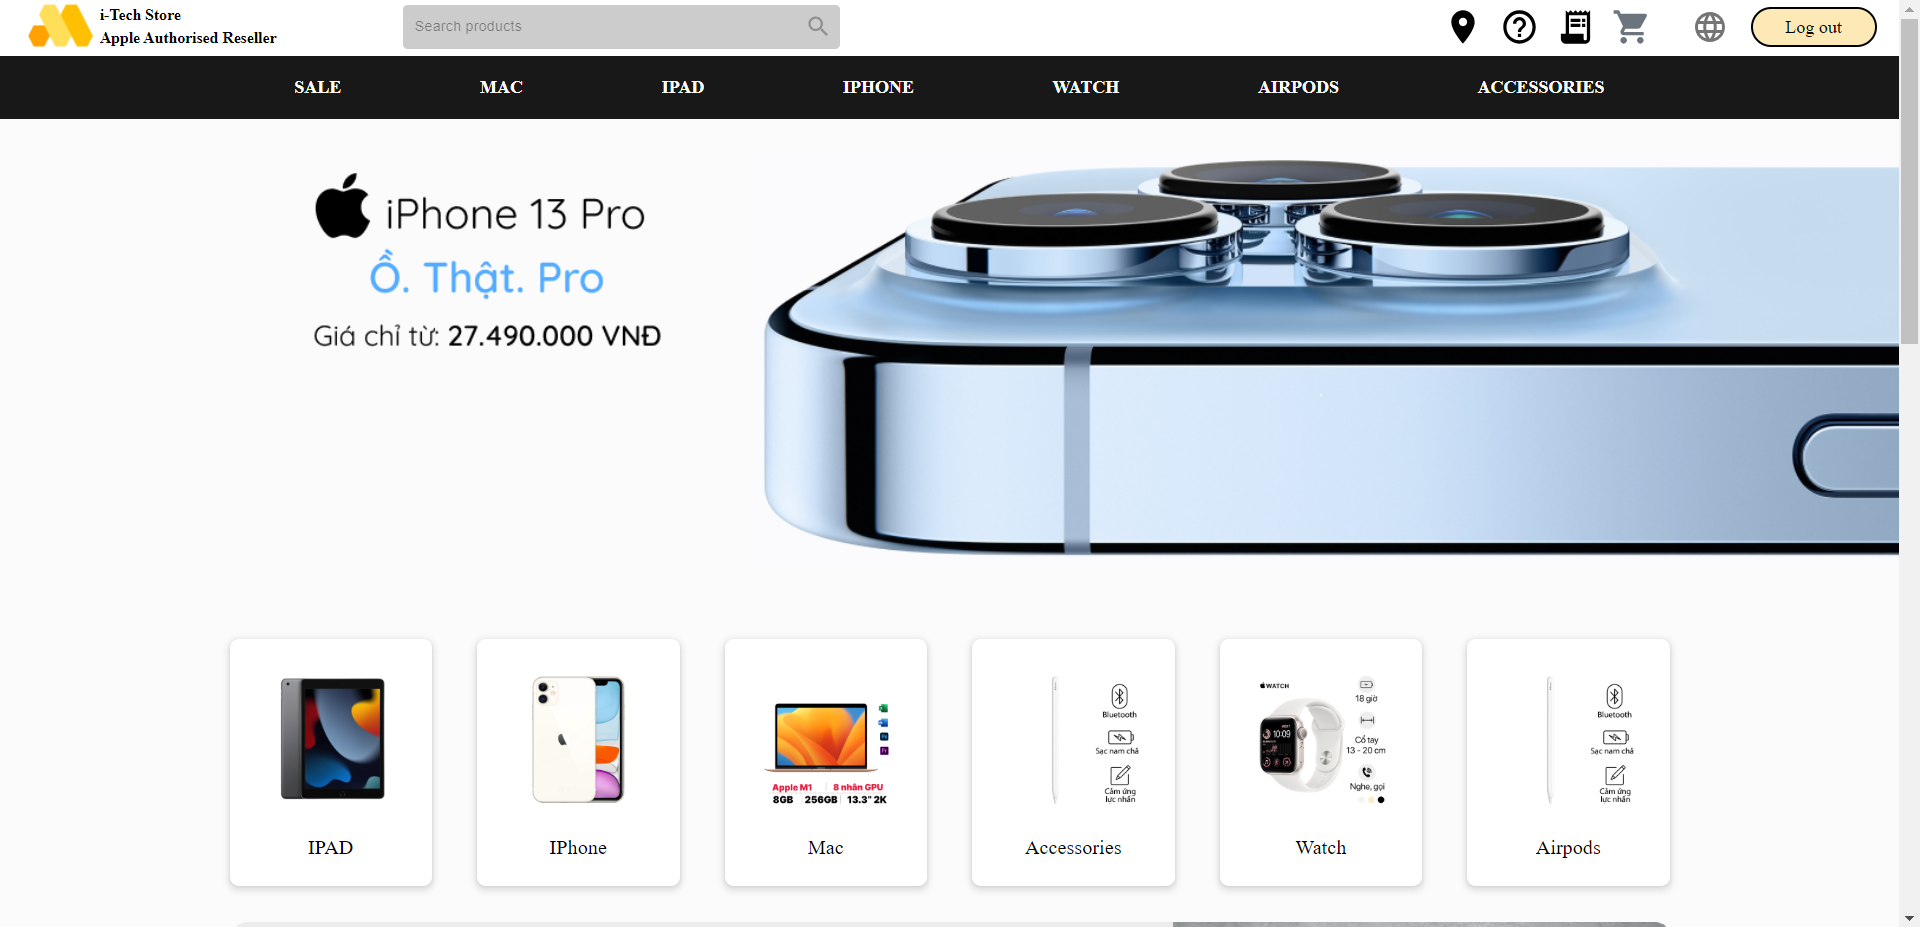 i-Tech Store
Apple Authorised Reseller
Search products
Log out
SALE MAC IPAD IPHONE WATCH AIRPODS ACCESSORIES
iPhone 13 Pro
Ồ. Thật. Pro
Giá chỉ từ: 27.490.000 VNĐ
IPAD
IPhone
Apple M1 8 nhân GPU
8GB 256GB 13.3" 2K
Mac
Bluetooth
Sạc nam châ
Cảm ứng
lực nhấn
Accessories
WATCH
18 giờ
Cổ tay
13 - 20 cm
Nghe, gọi
10:09
Watch
Bluetooth
Sạc nam châ
Cảm ứng
lực nhấn
Airpods